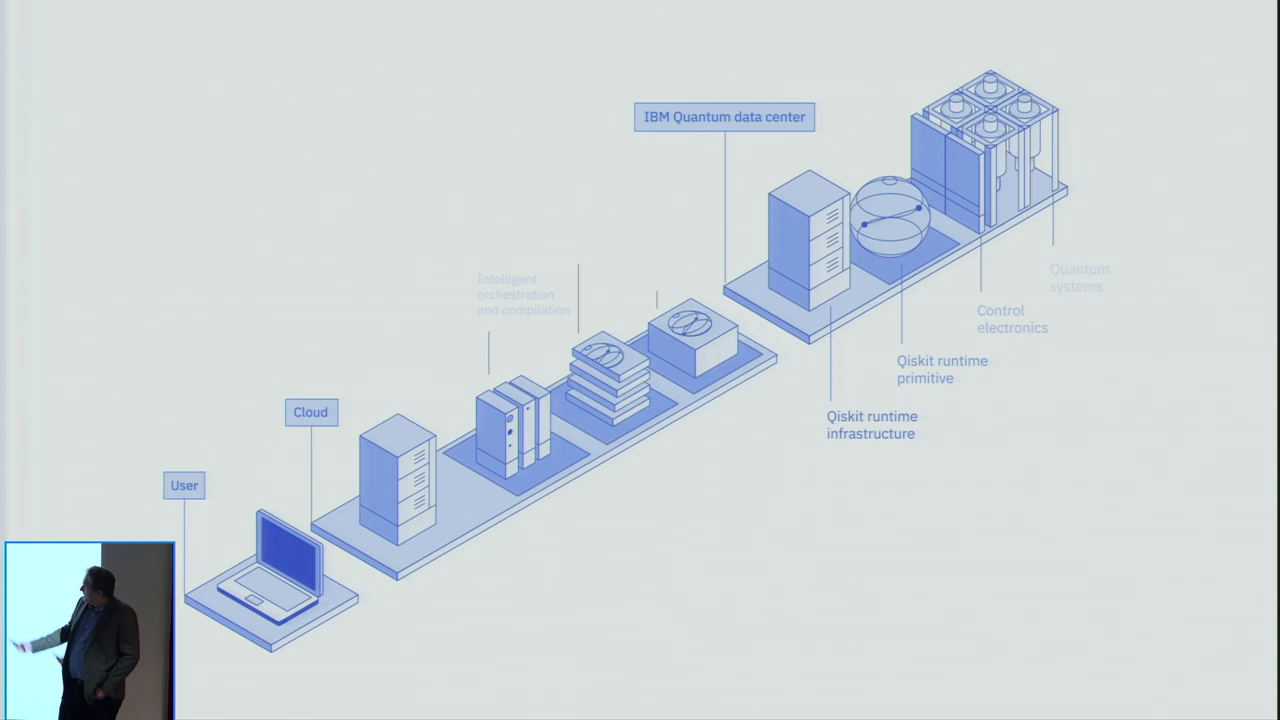 IBM Quantum data center
Intelligent
orchestration
and compilation
Quantum
systems
Control
electronics
Qiskit runtime
primitive
Qiskit runtime
infrastructure
Cloud
User